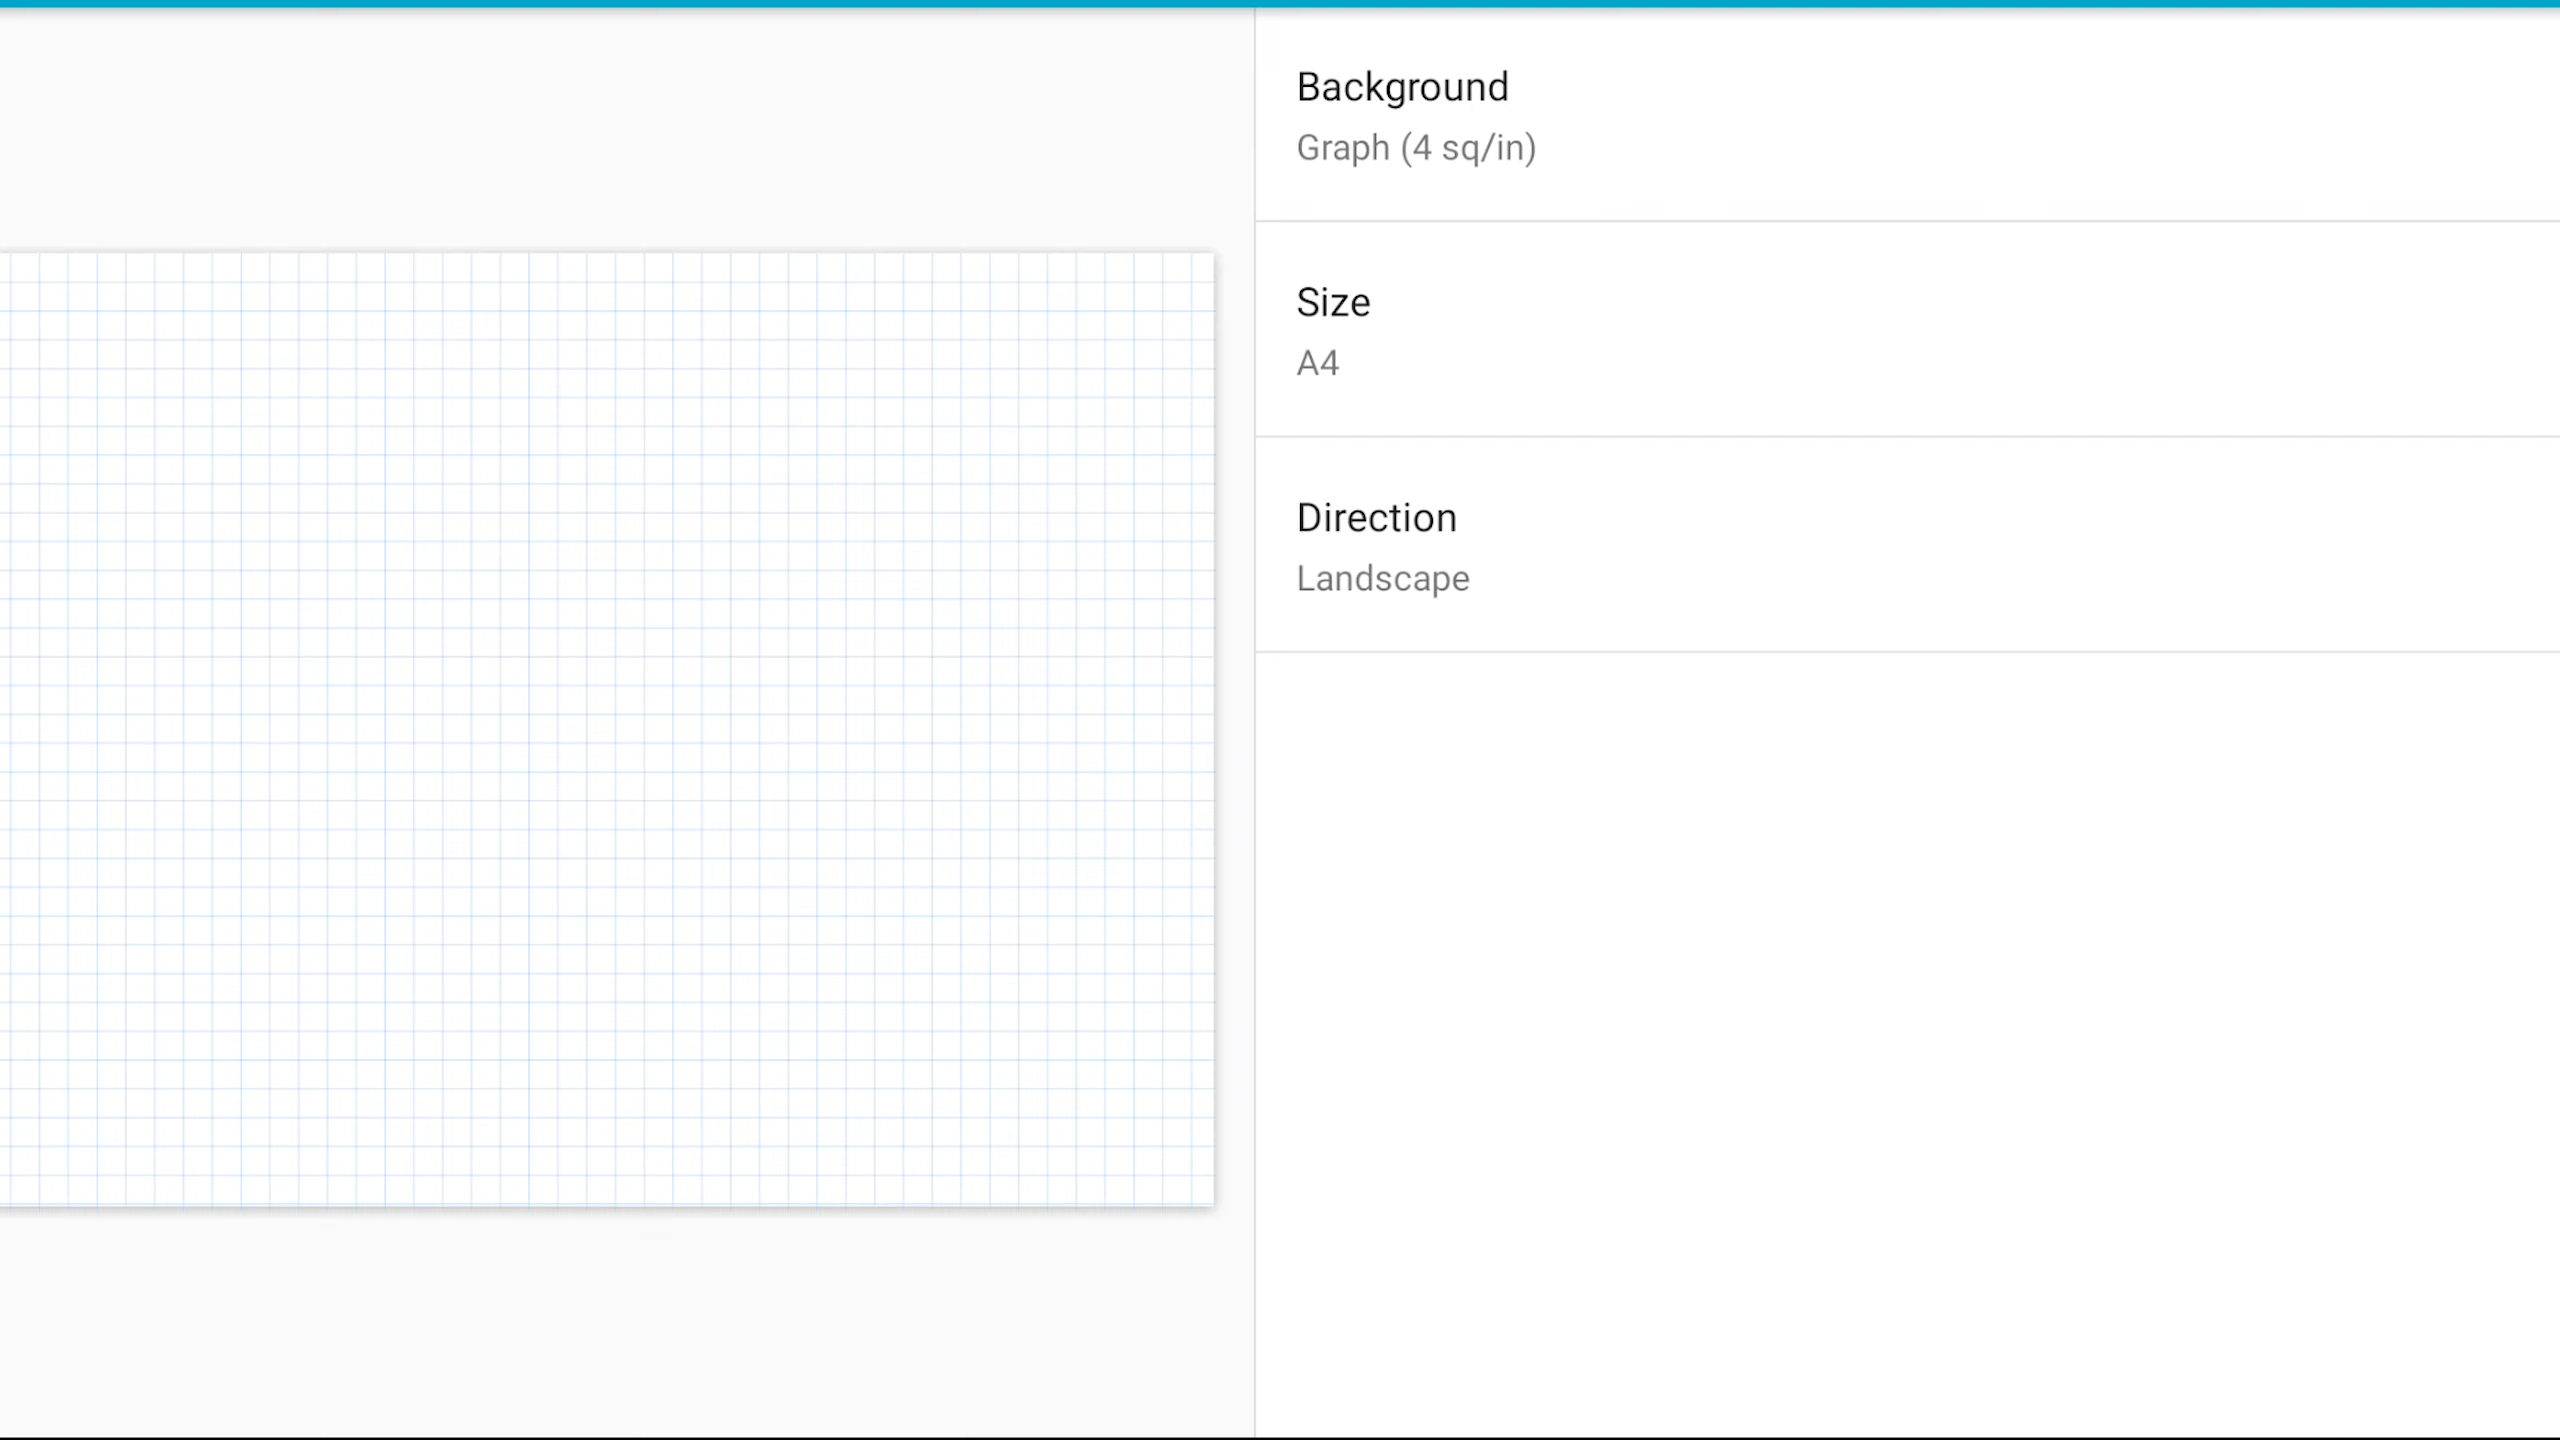 Background
Graph (4 sq/in)
Size
A4
Direction
Landscape